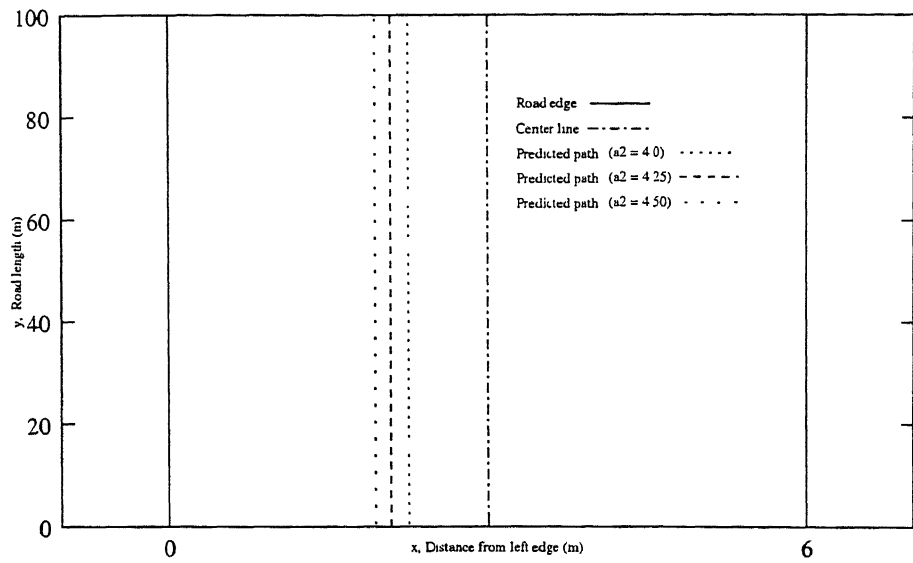 100
80
60
40
20
0
y, Road length (m)
Road edge
Center line
Predicted path (a2 = 4 0)
Predicted path (a2 = 4 25)
Predicted path (a2 = 4 50)
0 x, Distance from left edge (m) 6